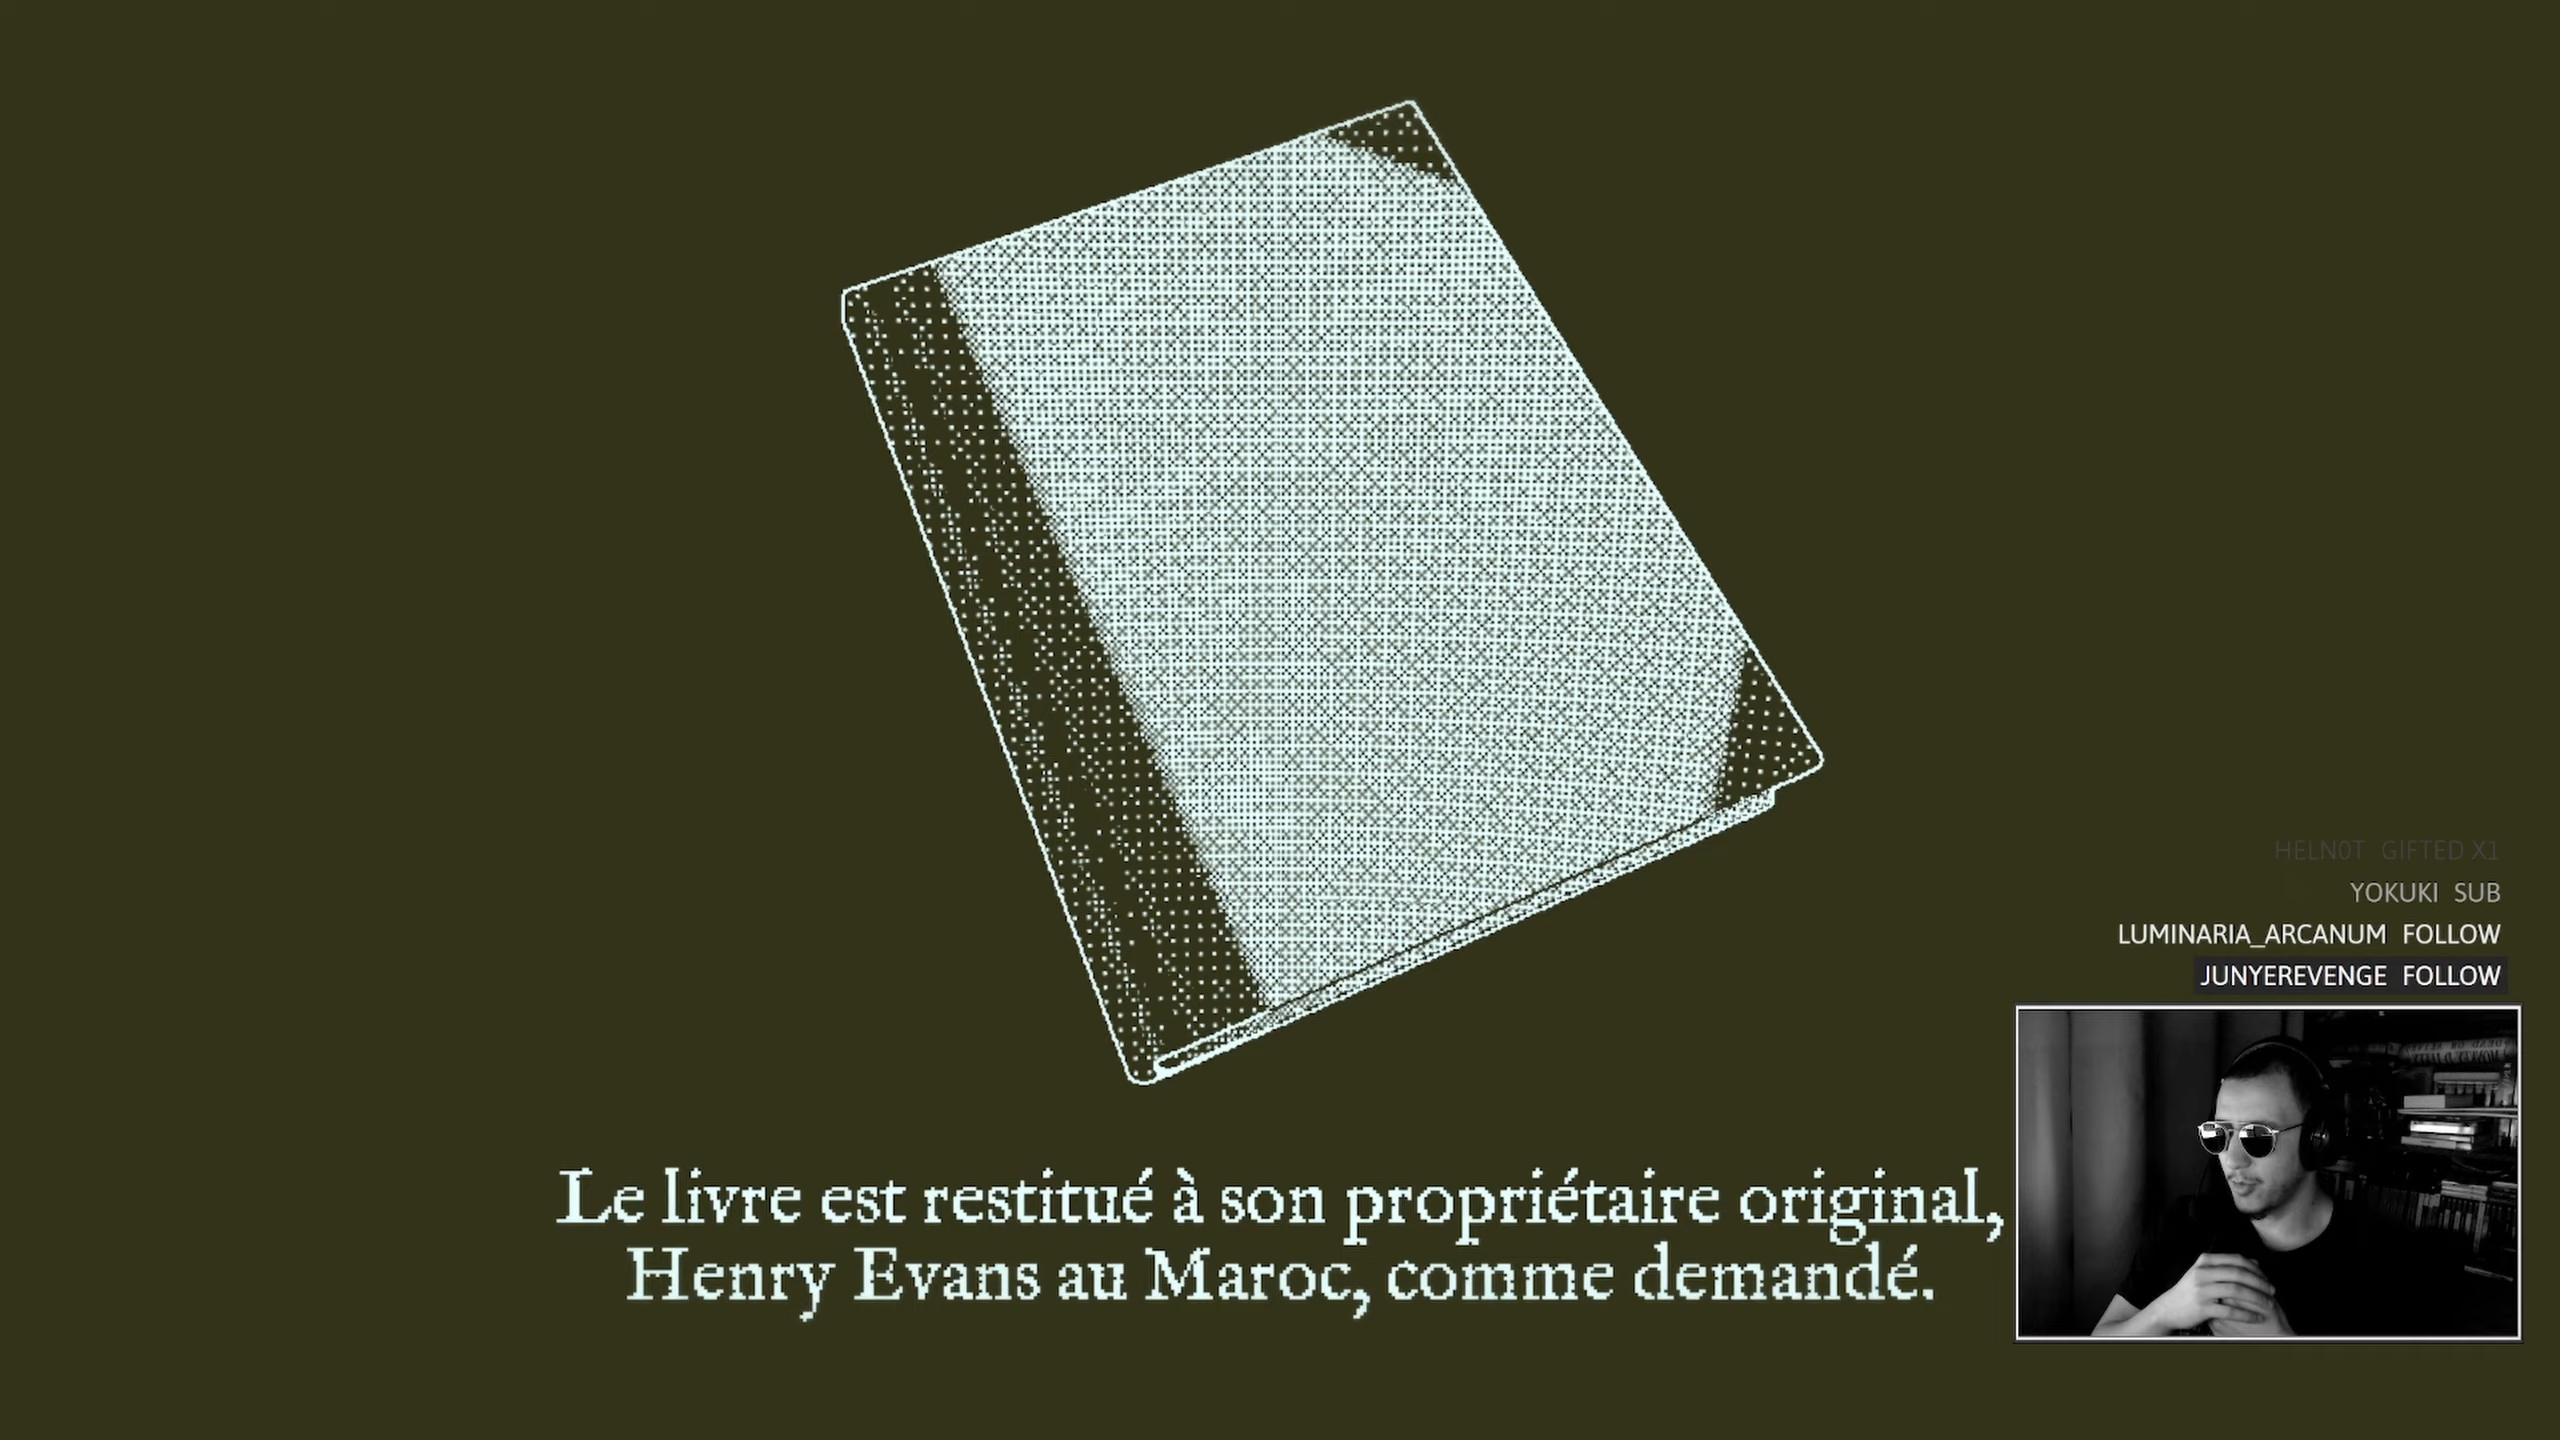 HELN0T GIFTED X1
YOKUKI SUB
LUMINARIA_ARCANUM FOLLOW
JUNYEREVENGE FOLLOW
Le livre est restitué à son propriétaire original,
Henry Evans au Maroc, comme demandé.